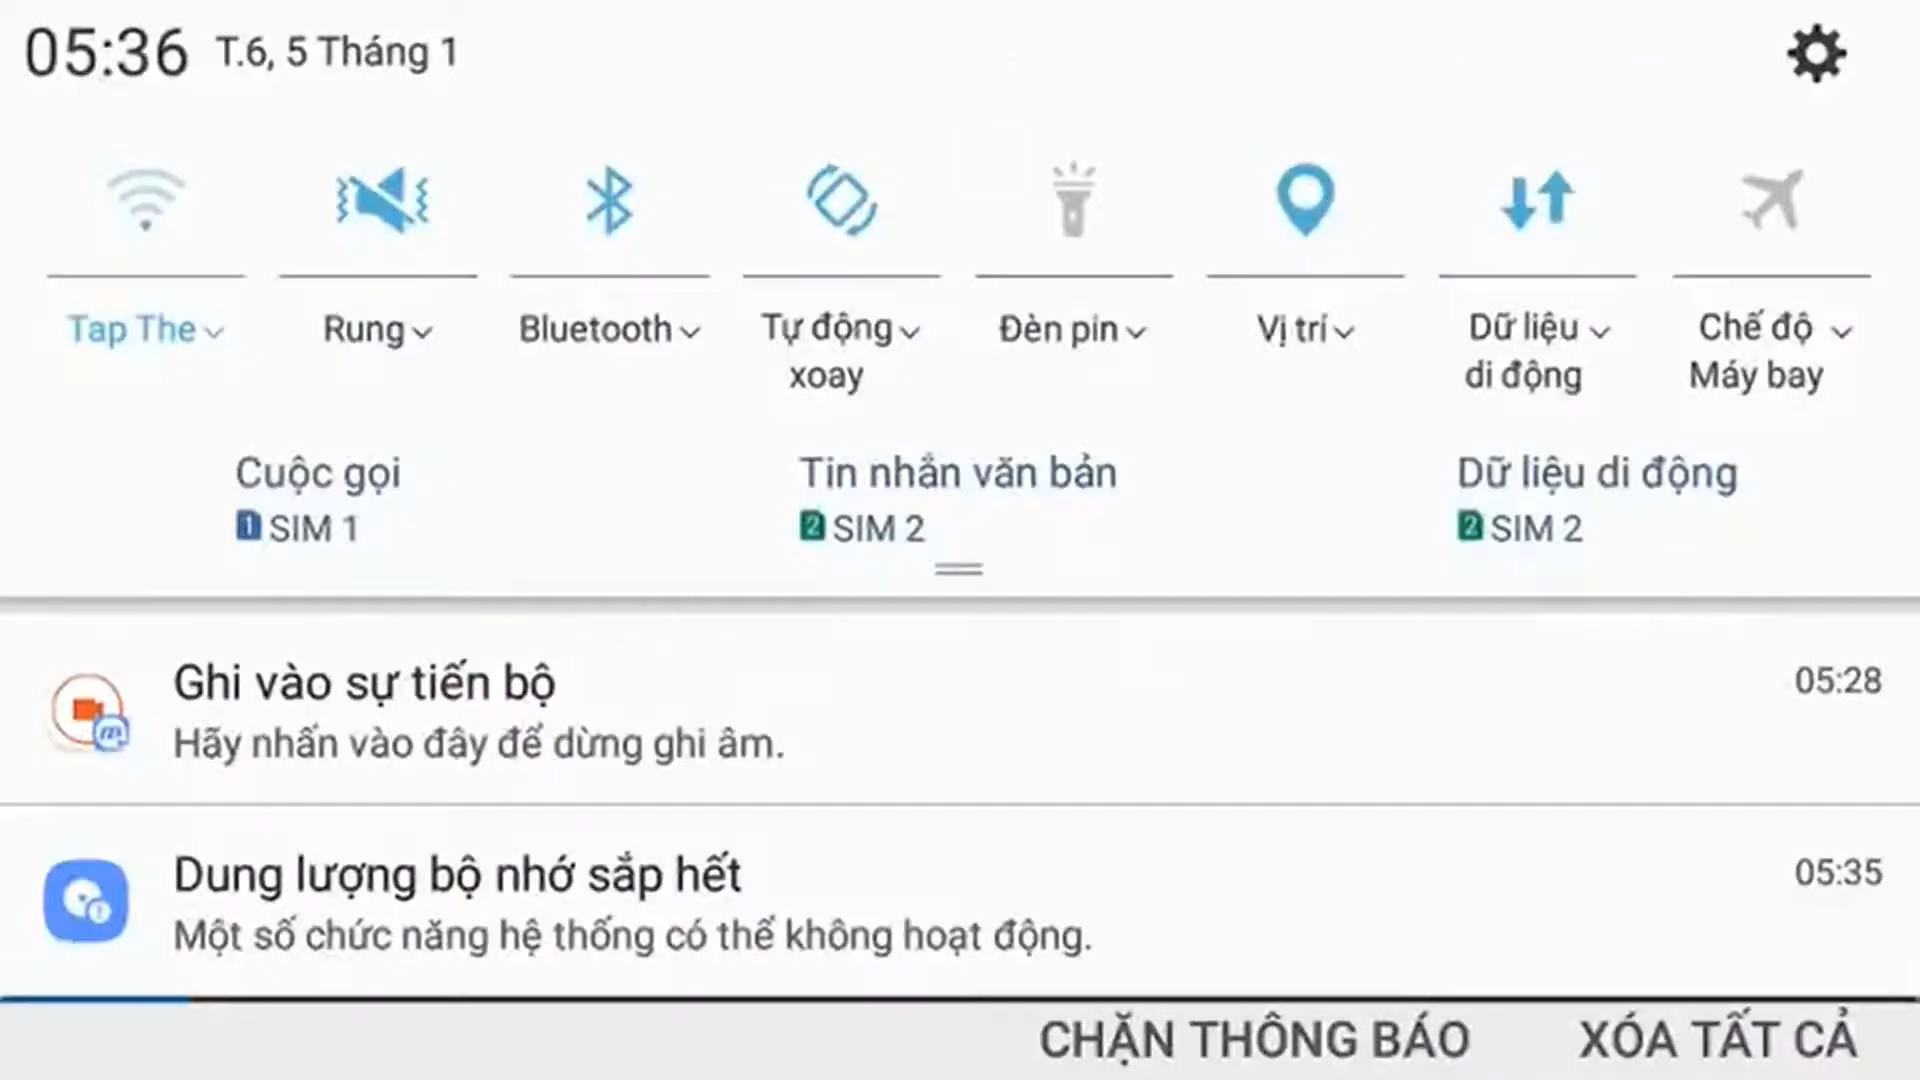 05:36 T.6, 5 Tháng 1
Tap The Rung Bluetooth Tự động xoay Đèn pin Vị trí Dữ liệu di động Chế độ Máy bay
Cuộc gọi Tin nhắn văn bản Dữ liệu di động
1 SIM 1 2 SIM 2 2 SIM 2
Ghi vào sự tiến bộ 05:28
Hãy nhấn vào đây để dừng ghi âm.
Dung lượng bộ nhớ sắp hết 05:35
Một số chức năng hệ thống có thể không hoạt động.
CHẶN THÔNG BÁO XÓA TẤT CẢ